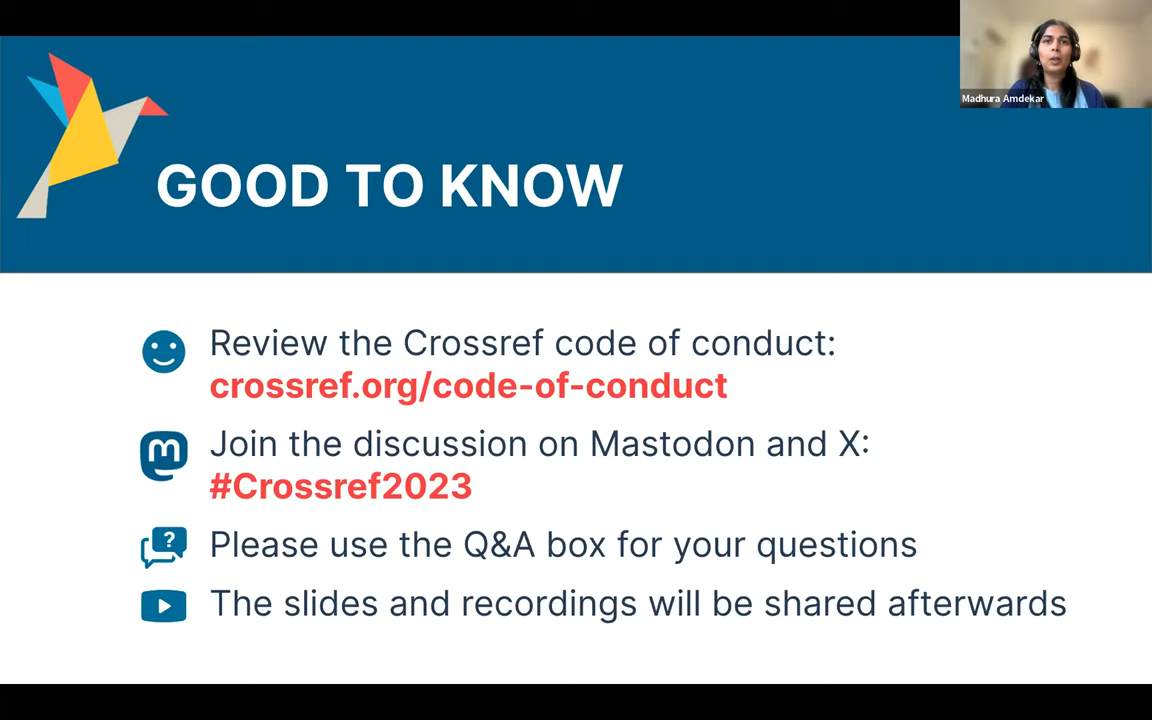 Madhura Amdekar
GOOD TO KNOW
Review the Crossref code of conduct:
crossref.org/code-of-conduct
Join the discussion on Mastodon and X:
#Crossref2023
Please use the Q&A box for your questions
The slides and recordings will be shared afterwards